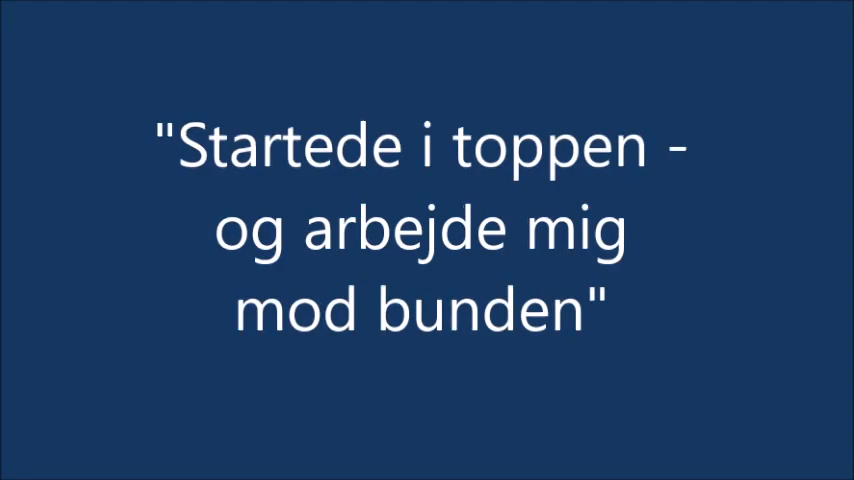 "Startede i toppen -
og arbejde mig
mod bunden"